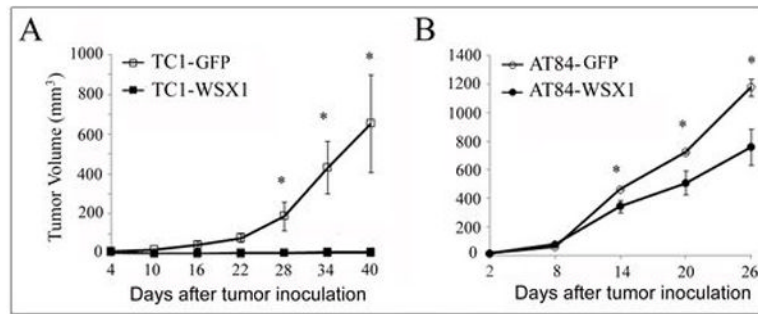 A
TC1-GFP
TC1-WSX1
*
*
*
Tumor Volume (mm³)
1000
800
600
400
200
0
4 10 16 22 28 34 40
Days after tumor inoculation
B
AT84-GFP
AT84-WSX1
*
*
*
1400
1200
1000
800
600
400
200
0
2 8 14 20 26
Days after tumor inoculation